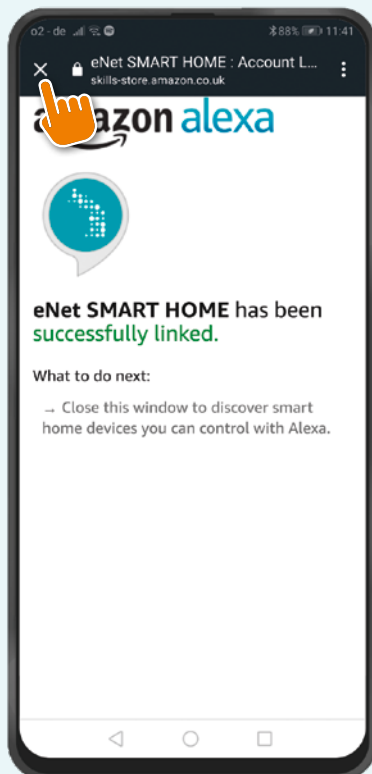 o2 - de 88% 11:41
eNet SMART HOME : Account L...
skills-store.amazon.co.uk
amazon alexa
eNet SMART HOME has been
successfully linked.
What to do next:
→ Close this window to discover smart
home devices you can control with Alexa.